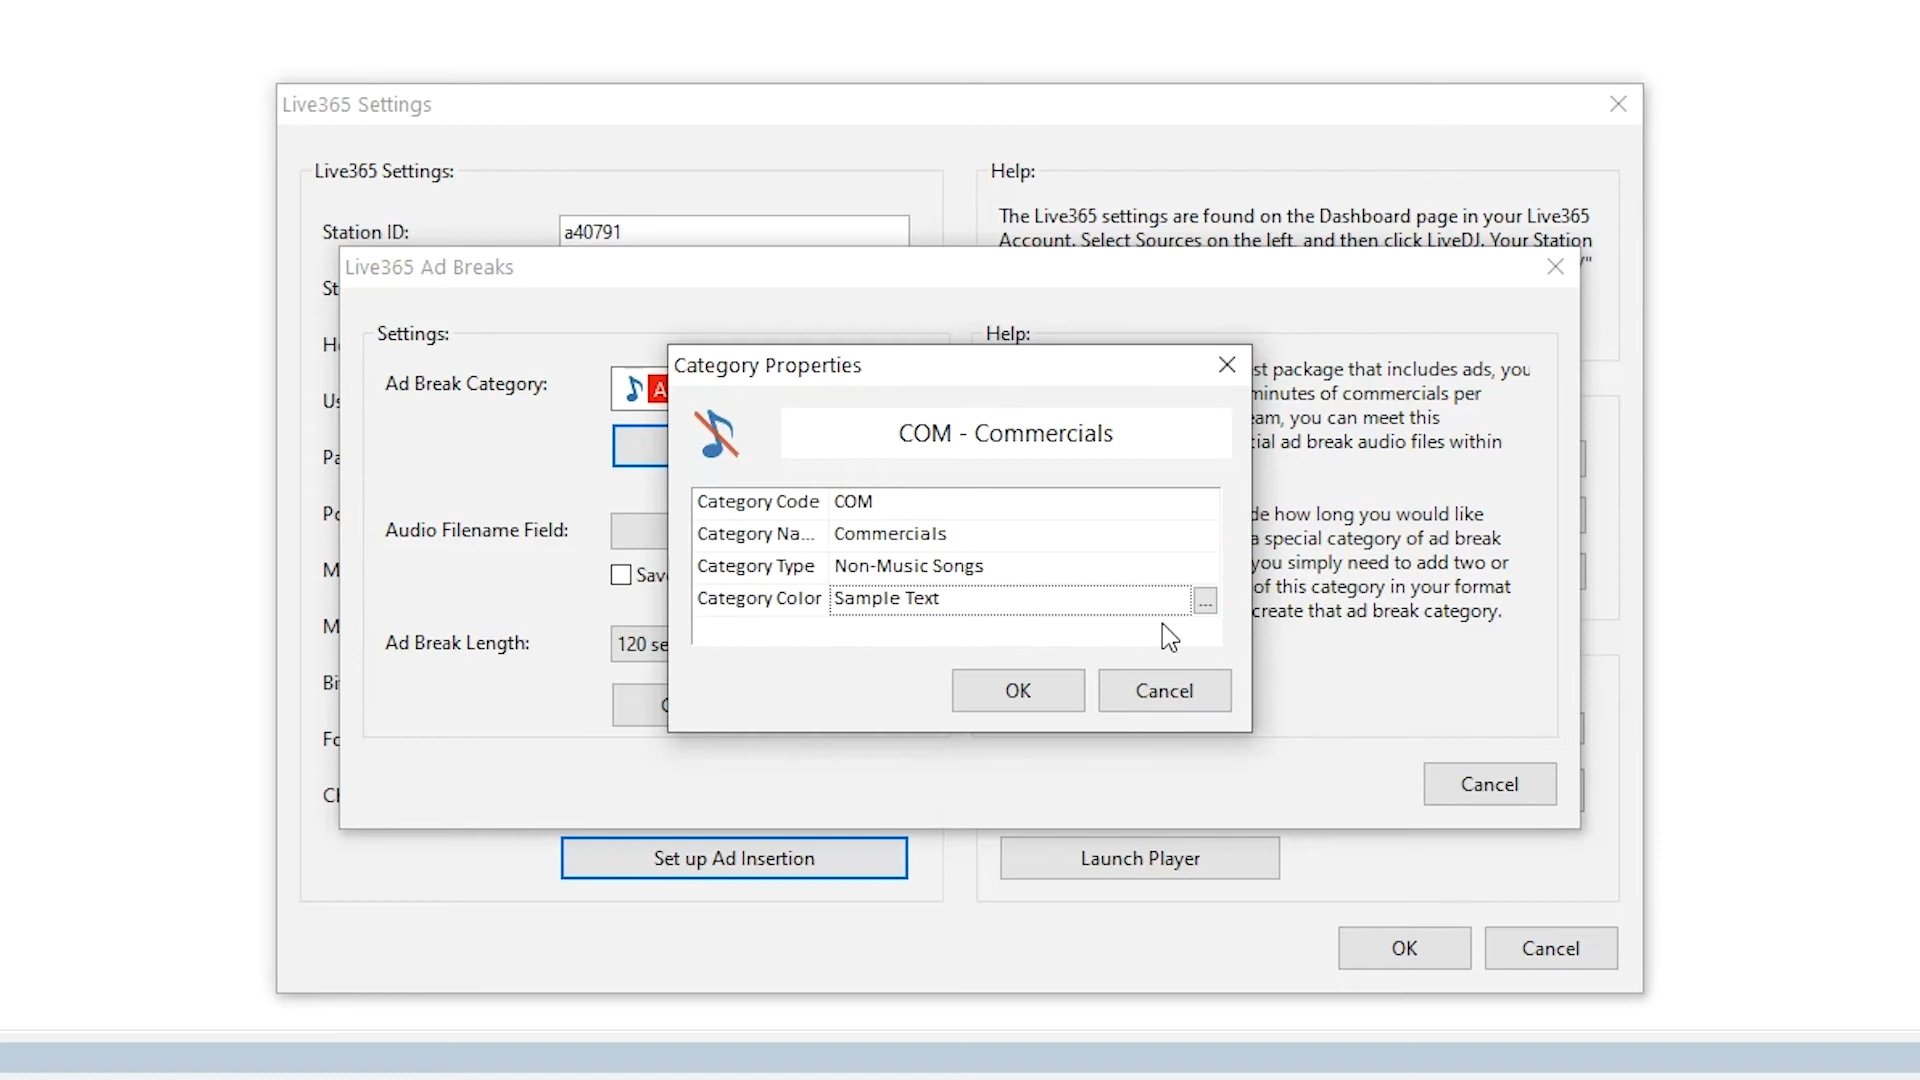 Live365 Settings
Live365 Settings:
Help:
Station ID:
a40791
The Live365 settings are found on the Dashboard page in your Live365
Account. Select Sources on the left, and then click LiveDJ. Your Station
Live365 Ad Breaks
Settings:
Help:
Ad Break Category:
A
Category Properties
COM - Commercials
Category Code COM
Category Na... Commercials
Category Type Non-Music Songs
Category Color Sample Text
...
OK
Cancel
st package that includes ads, you
minutes of commercials per
eam, you can meet this
cial ad break audio files within
Audio Filename Field:
Sav
de how long you would like
a special category of ad break
you simply need to add two or
of this category in your format
create that ad break category.
Ad Break Length:
120 se
Cancel
St
Us
Pa
M
M
Set up Ad Insertion
Launch Player
OK
Cancel